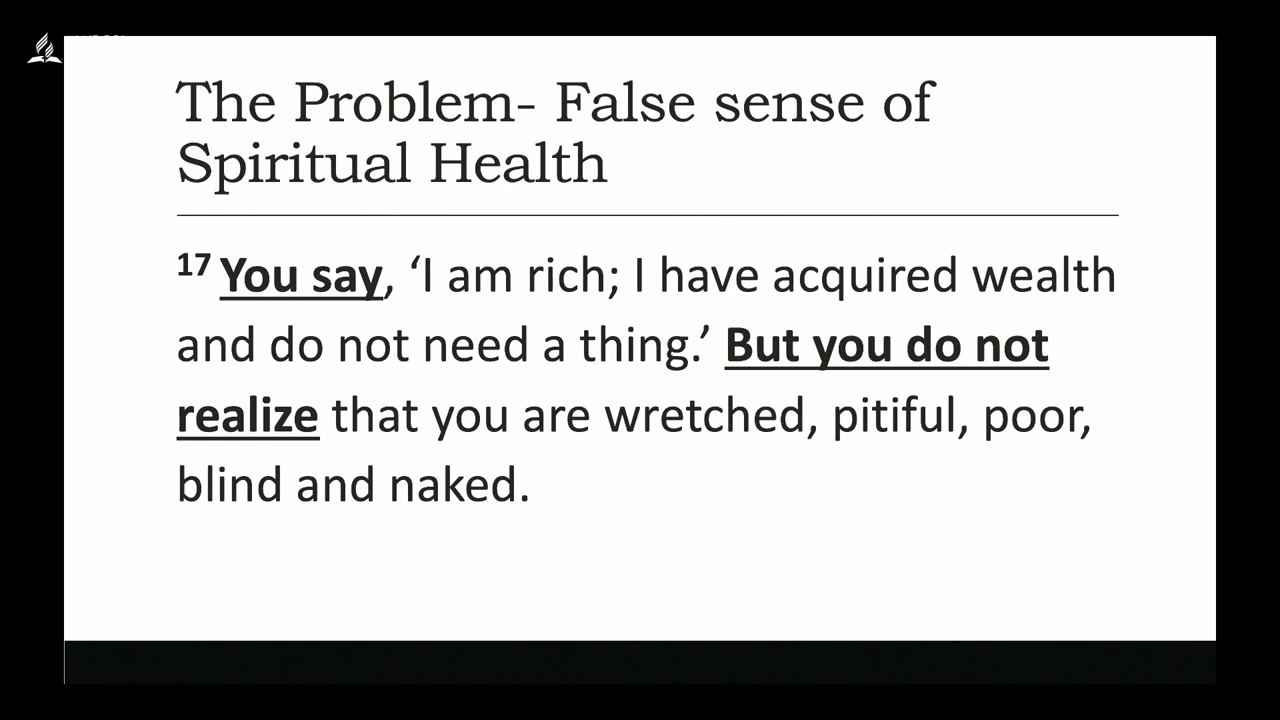 The Problem- False sense of
Spiritual Health
17 You say, ‘I am rich; I have acquired wealth
and do not need a thing.’ But you do not
realize that you are wretched, pitiful, poor,
blind and naked.